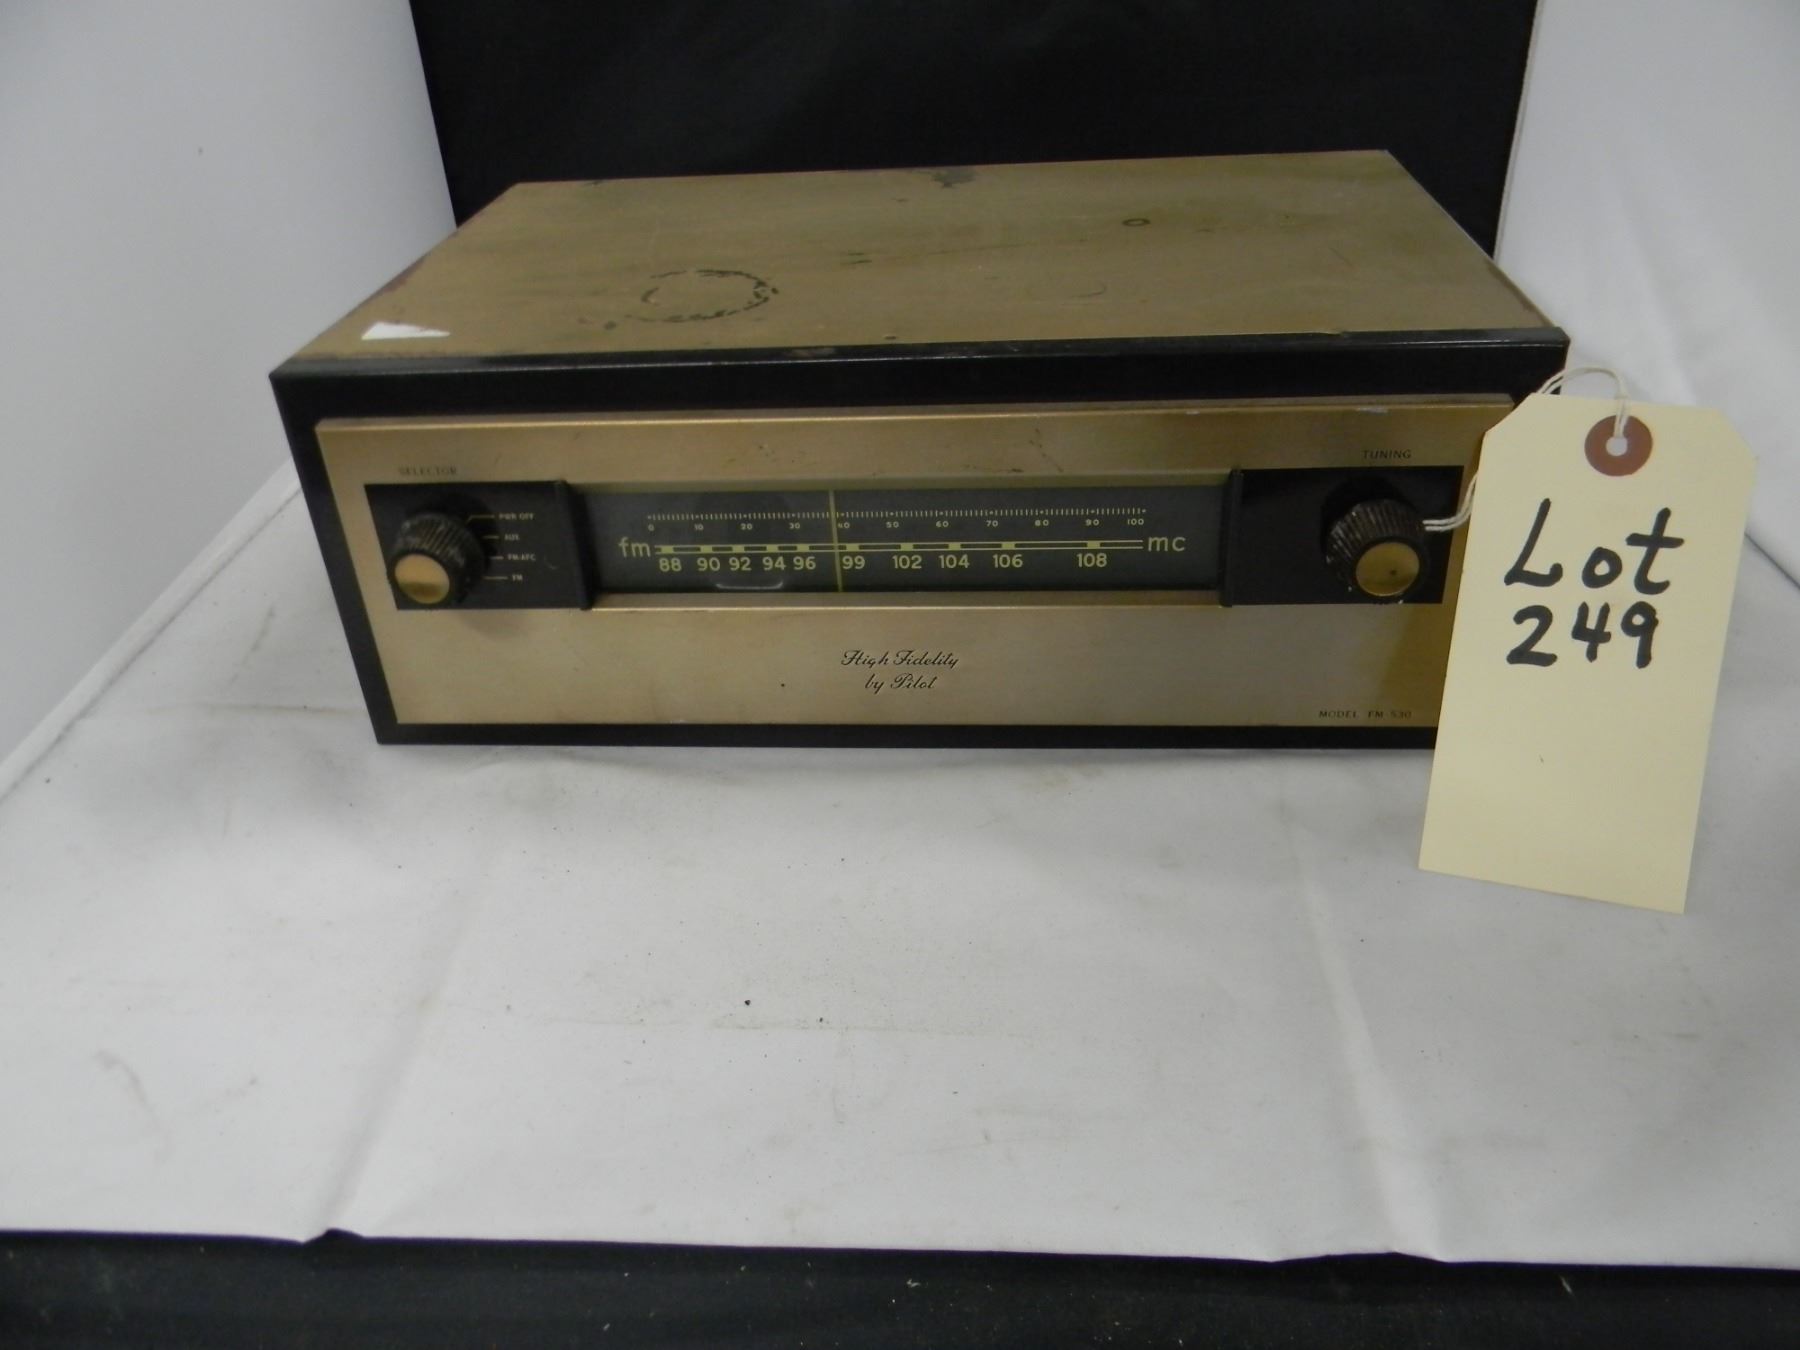 SELECTOR
TUNING
PWR OFF
AUX
FM-AFC
FM
0 10 20 30 40 50 60 70 80 90 100
fm mc
88 90 92 94 96 99 102 104 106 108
High Fidelity
by Pilot
MODEL FM-530
Lot
249